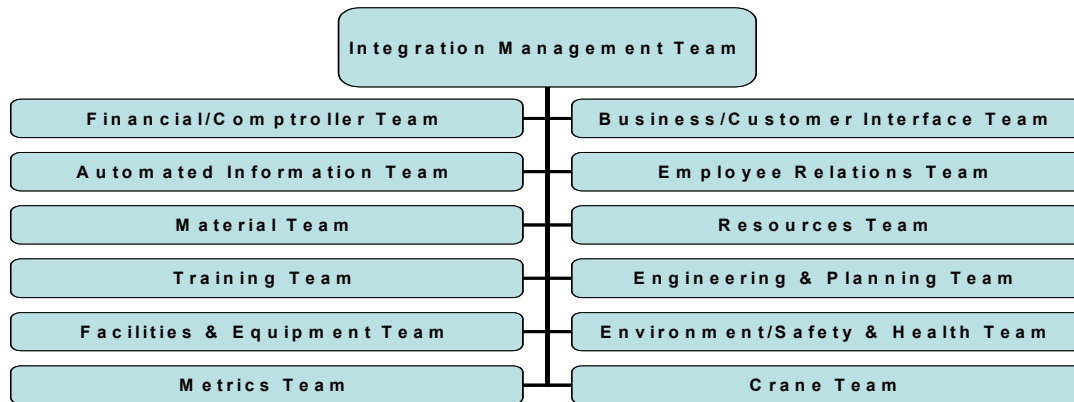 Integration Management Team
Financial/Comptroller Team
Business/Customer Interface Team
Automated Information Team
Employee Relations Team
Material Team
Resources Team
Training Team
Engineering & Planning Team
Facilities & Equipment Team
Environment/Safety & Health Team
Metrics Team
Crane Team